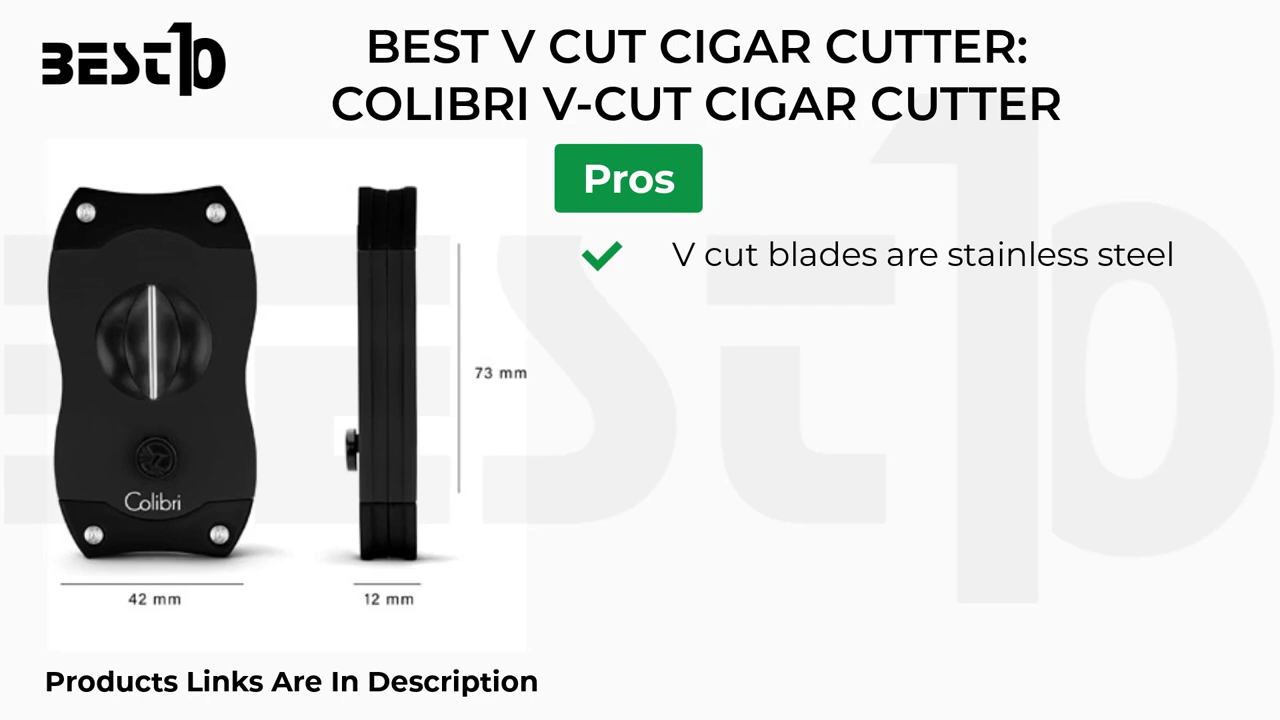 BEST10
BEST V CUT CIGAR CUTTER:
COLIBRI V-CUT CIGAR CUTTER
Pros
V cut blades are stainless steel
73 mm
Colibri
42 mm
12 mm
Products Links Are In Description